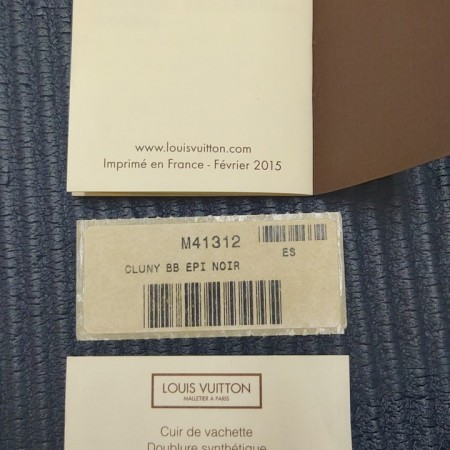 www.louisvuitton.com
Imprimé en France - Février 2015
M41312
ES
CLUNY BB EPI NOIR
LOUIS VUITTON
MALLETIER A PARIS
Cuir de vachette
Doublure synthétique